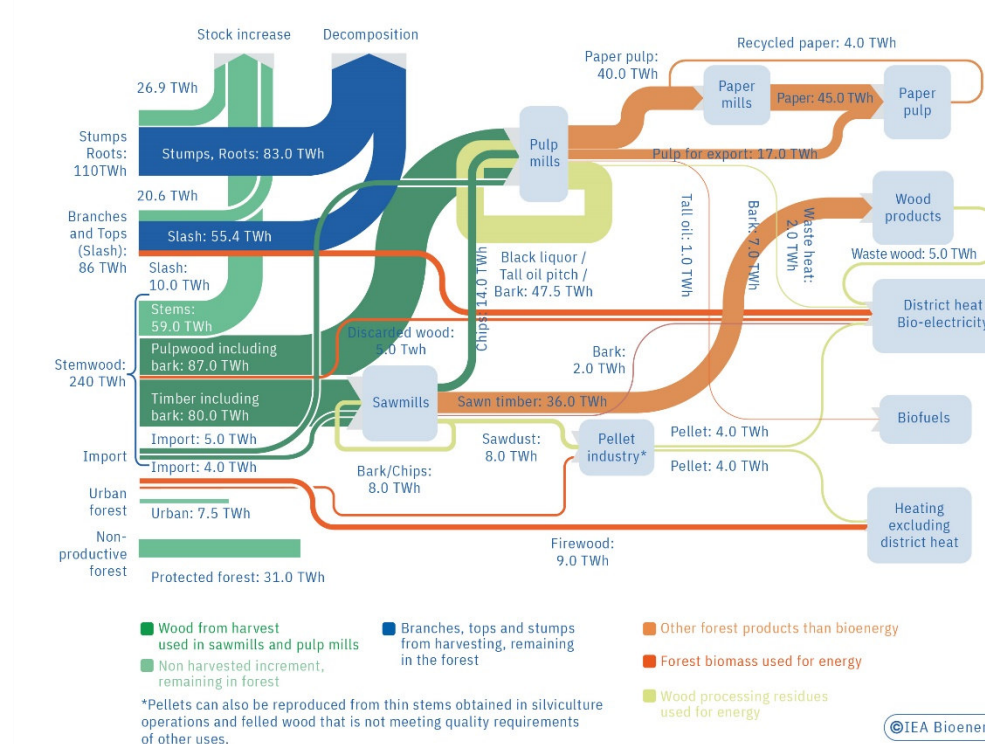 Stock increase
Decomposition
26.9 TWh
Stumps
Roots:
110TWh
Stumps, Roots: 83.0 TWh
20.6 TWh
Branches
and Tops
(Slash):
86 TWh
Slash: 55.4 TWh
Slash:
10.0 TWh
Stems:
59.0 TWh
Stemwood:
240 TWh
Pulpwood including
bark: 87.0 TWh
Timber including
bark: 80.0 TWh
Import: 5.0 TWh
Import
Import: 4.0 TWh
Urban
forest
Urban: 7.5 TWh
Non-
productive
forest
Protected forest: 31.0 TWh
Discarded wood:
5.0 TWh
Sawmills
Bark/Chips:
8.0 TWh
Chips: 14.0 TWh
Pulp
mills
Black liquor /
Tall oil pitch /
Bark: 47.5 TWh
Paper pulp:
40.0 TWh
Recycled paper: 4.0 TWh
Paper
mills
Paper: 45.0 TWh
Paper
pulp
Pulp for export: 17.0 TWh
Tall oil: 1.0 TWh
Bark: 7.0 TWh
Waste heat:
2.0 TWh
Wood
products
Waste wood: 5.0 TWh
District heat
Bio-electricity
Bark:
2.0 TWh
Sawn timber: 36.0 TWh
Sawdust:
8.0 TWh
Pellet
industry*
Pellet: 4.0 TWh
Pellet: 4.0 TWh
Biofuels
Heating
excluding
district heat
Firewood:
9.0 TWh
Wood from harvest
used in sawmills and pulp mills
Non harvested increment,
remaining in forest
Branches, tops and stumps
from harvesting, remaining
in the forest
Other forest products than bioenergy
Forest biomass used for energy
Wood processing residues
used for energy
*Pellets can also be reproduced from thin stems obtained in silviculture
operations and felled wood that is not meeting quality requirements
of other uses.
©IEA Bioener